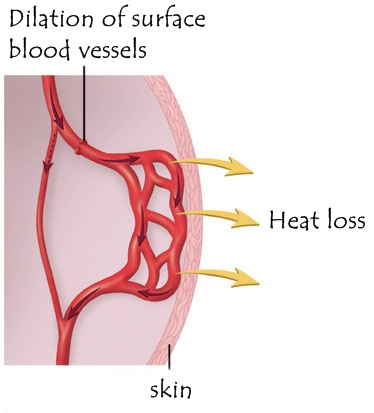 Dilation of surface
blood vessels
Heat loss
skin